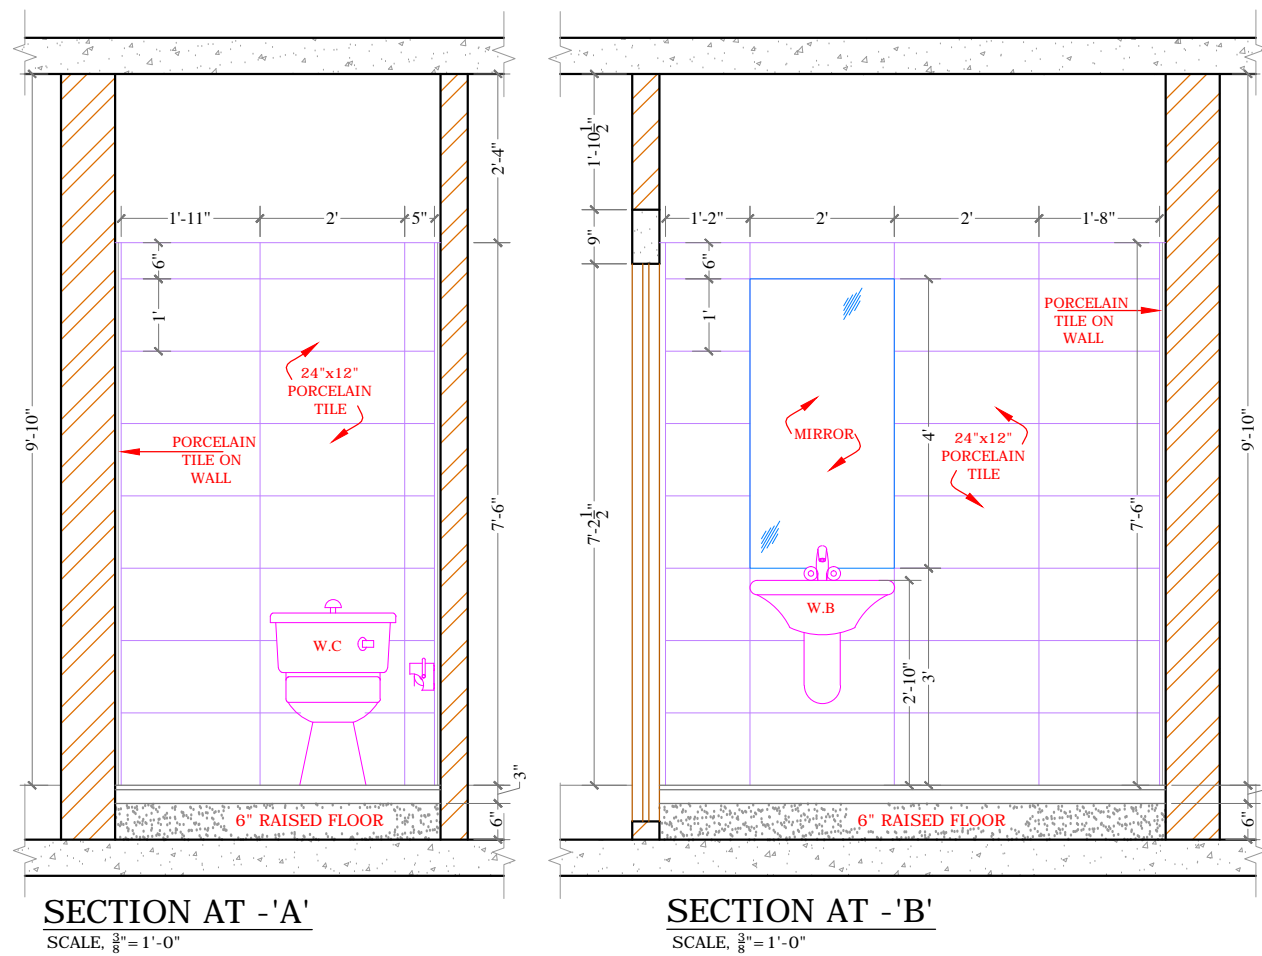 1'-11"
2'
5"
2'-4"
6"
1'
24"x12"
PORCELAIN
TILE
PORCELAIN
TILE ON
WALL
9'-10"
7'-6"
W.C
3"
6"
6" RAISED FLOOR
SECTION AT -'A'
SCALE, 3/8"=1'-0"
1'-10 1/2"
9"
7'-2 1/2"
1'-2"
2'
2'
1'-8"
6"
1'
PORCELAIN
TILE ON
WALL
MIRROR
4'
24"x12"
PORCELAIN
TILE
7'-6"
9'-10"
W.B
2'-10"
3'
6"
6" RAISED FLOOR
SECTION AT -'B'
SCALE, 3/8"=1'-0"